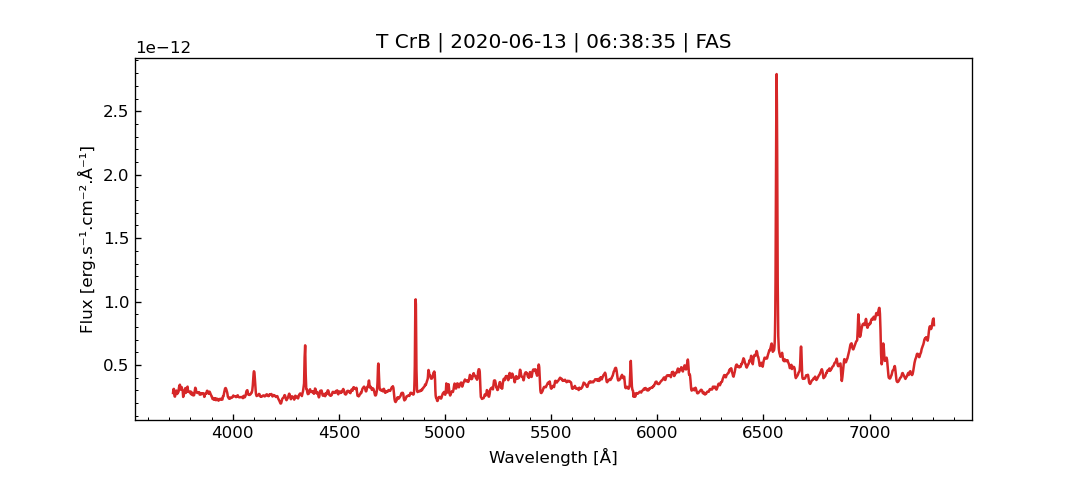 T CrB | 2020-06-13 | 06:38:35 | FAS
1e−12
2.5
2.0
1.5
1.0
0.5
Flux [erg.s⁻¹.cm⁻².Å⁻¹]
4000 4500 5000 5500 6000 6500 7000
Wavelength [Å]